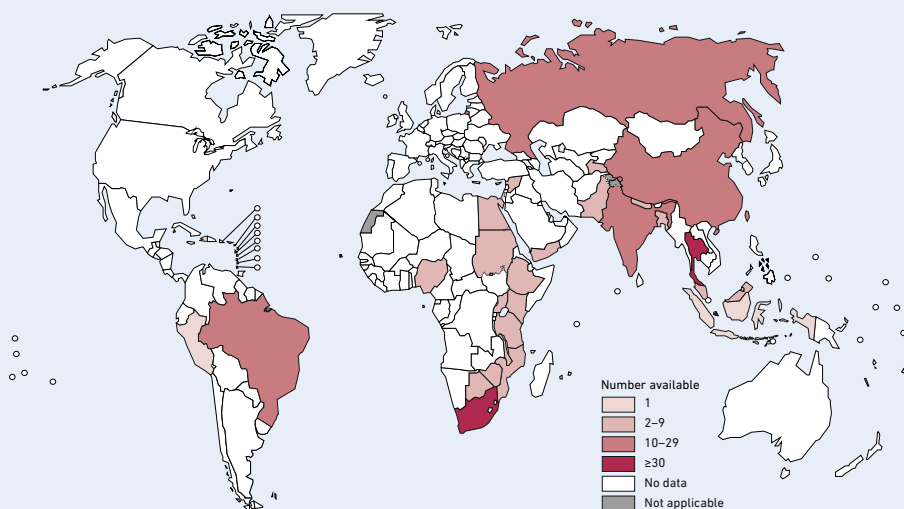 Number available
1
2–9
10–29
≥30
No data
Not applicable